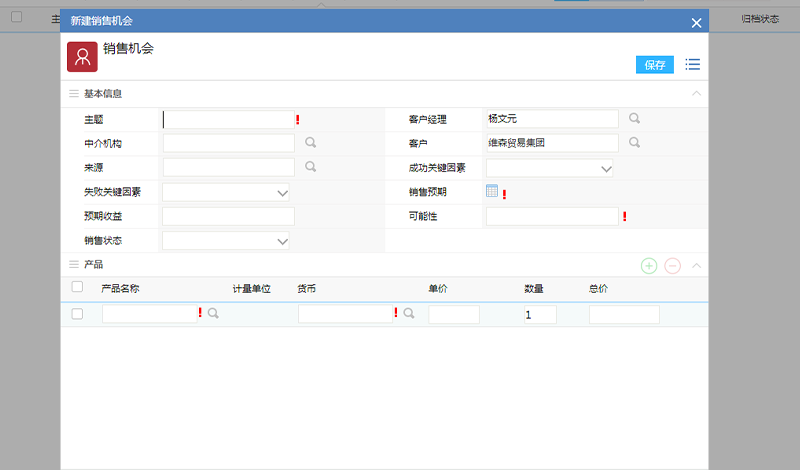 新建销售机会
归档状态
销售机会
保存
基本信息
主题 ! 客户经理 杨文元
中介机构 客户 维森贸易集团
来源 成功关键因素
失败关键因素 销售预期 !
预期收益 可能性 !
销售状态
产品
产品名称 计量单位 货币 单价 数量 总价
! ! 1